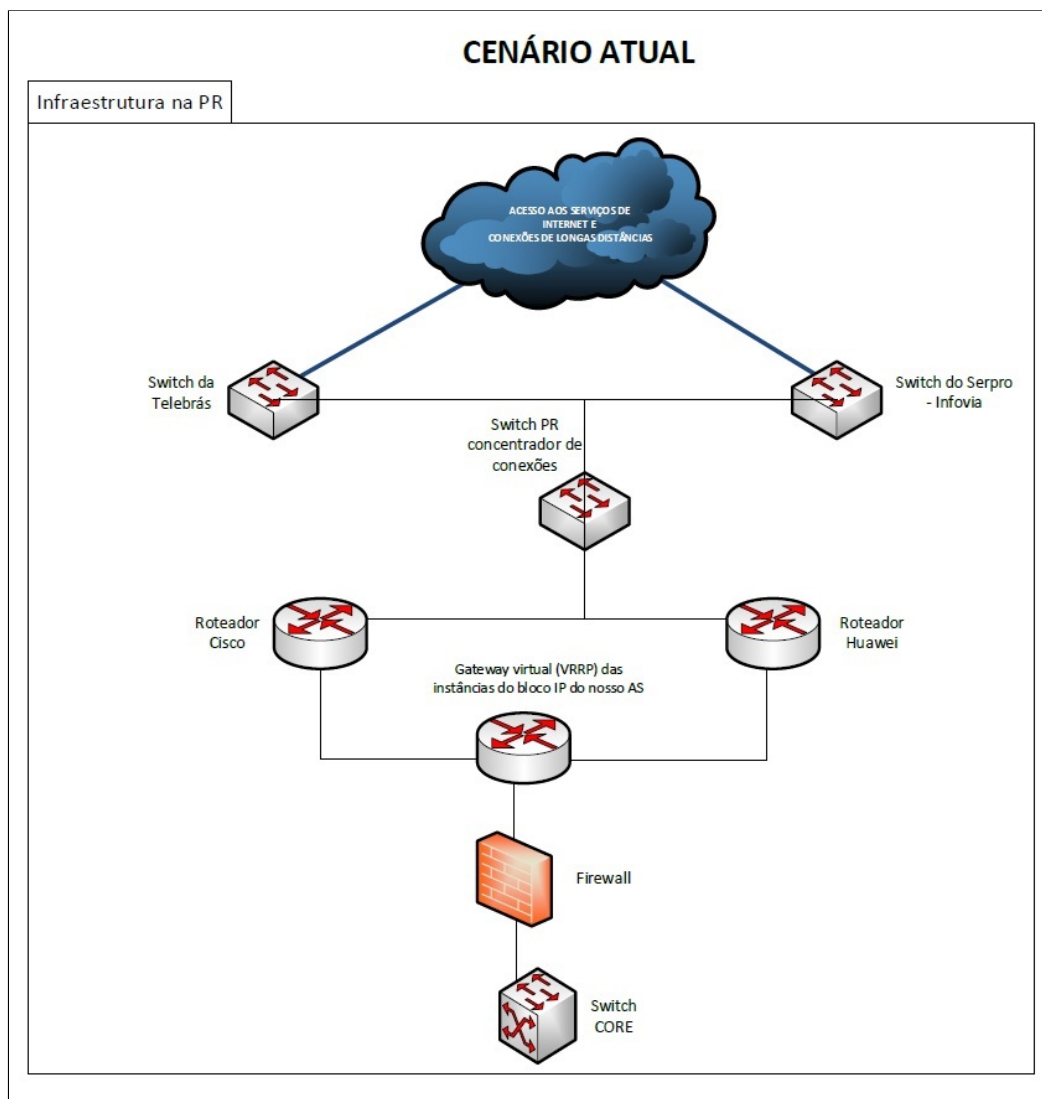 CENÁRIO ATUAL
Infraestrutura na PR
ACESSO AOS SERVIÇOS DE
INTERNET E
CONEXÕES DE LONGAS DISTÂNCIAS
Switch da
Telebrás
Switch do Serpro
- Infovia
Switch PR
concentrador de
conexões
Roteador
Cisco
Roteador
Huawei
Gateway virtual (VRRP) das
instâncias do bloco IP do nosso AS
Firewall
Switch
CORE